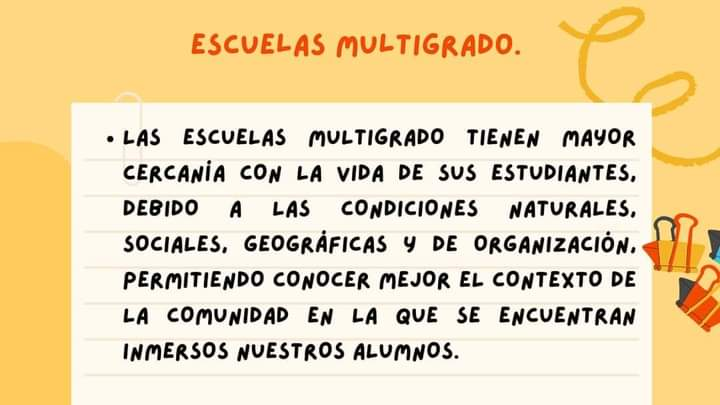 ESCUELAS MULTIGRADO.
• LAS ESCUELAS MULTIGRADO TIENEN MAYOR
CERCANÍA CON LA VIDA DE SUS ESTUDIANTES,
DEBIDO A LAS CONDICIONES NATURALES,
SOCIALES, GEOGRÁFICAS Y DE ORGANIZACIÓN,
PERMITIENDO CONOCER MEJOR EL CONTEXTO DE
LA COMUNIDAD EN LA QUE SE ENCUENTRAN
INMERSOS NUESTROS ALUMNOS.